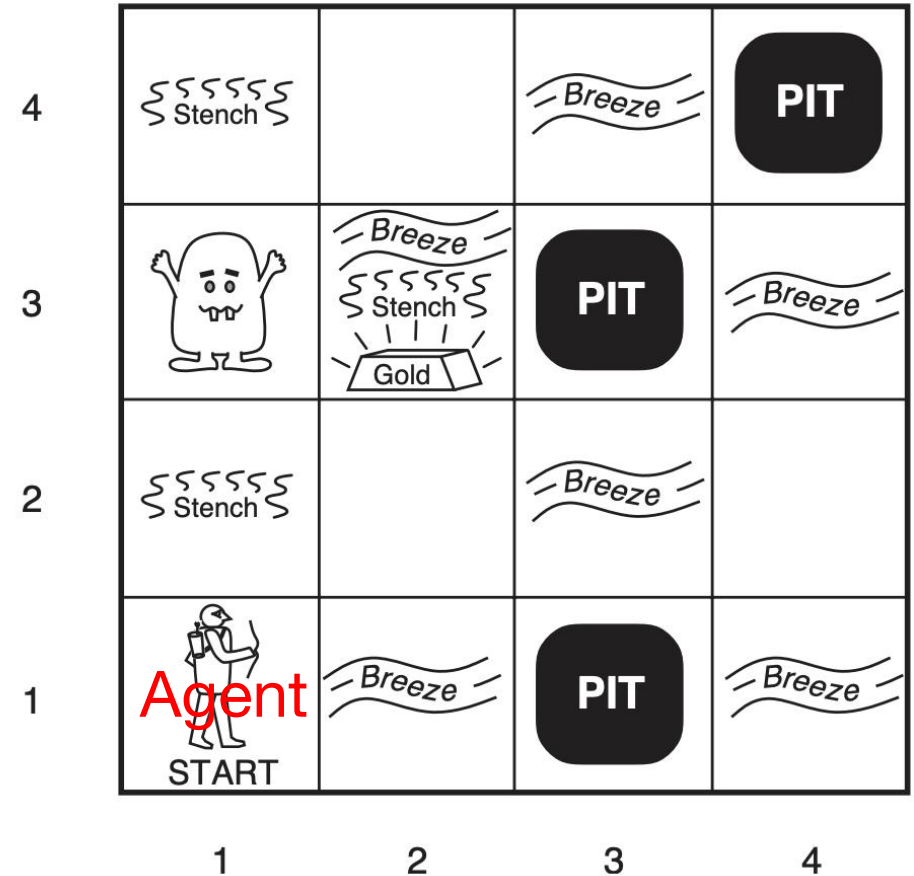 4
Stench
Breeze
PIT
3
Breeze
Stench
Gold
PIT
Breeze
2
Stench
Breeze
1
Agent
START
Breeze
PIT
Breeze
1 2 3 4